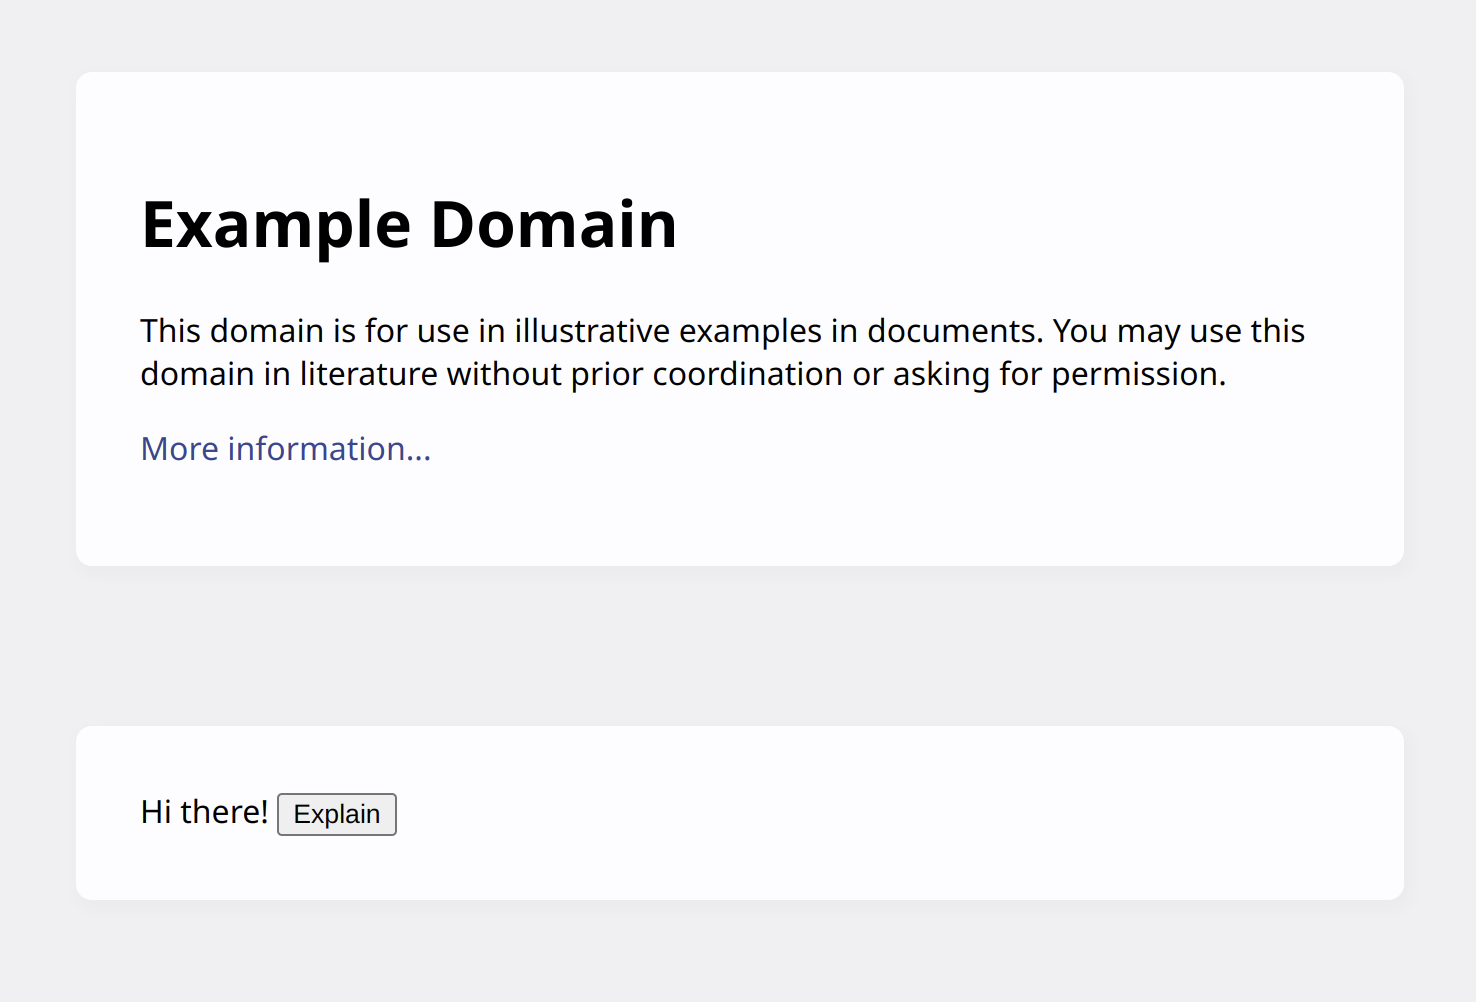 Example Domain
This domain is for use in illustrative examples in documents. You may use this
domain in literature without prior coordination or asking for permission.
More information...
Hi there! Explain